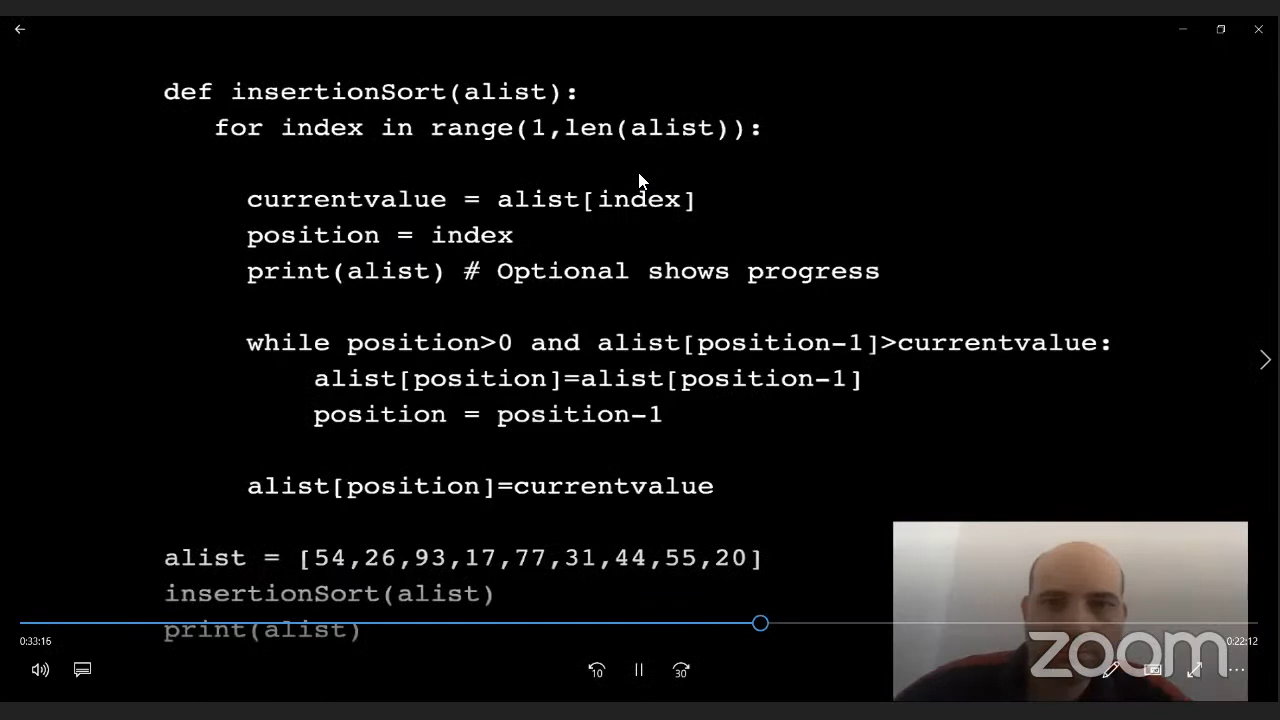 def insertionSort(alist):
for index in range(1,len(alist)):
currentvalue = alist[index]
position = index
print(alist) # Optional shows progress
while position>0 and alist[position-1]>currentvalue:
alist[position]=alist[position-1]
position = position-1
alist[position]=currentvalue
alist = [54,26,93,17,77,31,44,55,20]
insertionSort(alist)
print(alist)
0:33:16
0:22:12
10
30
zoom